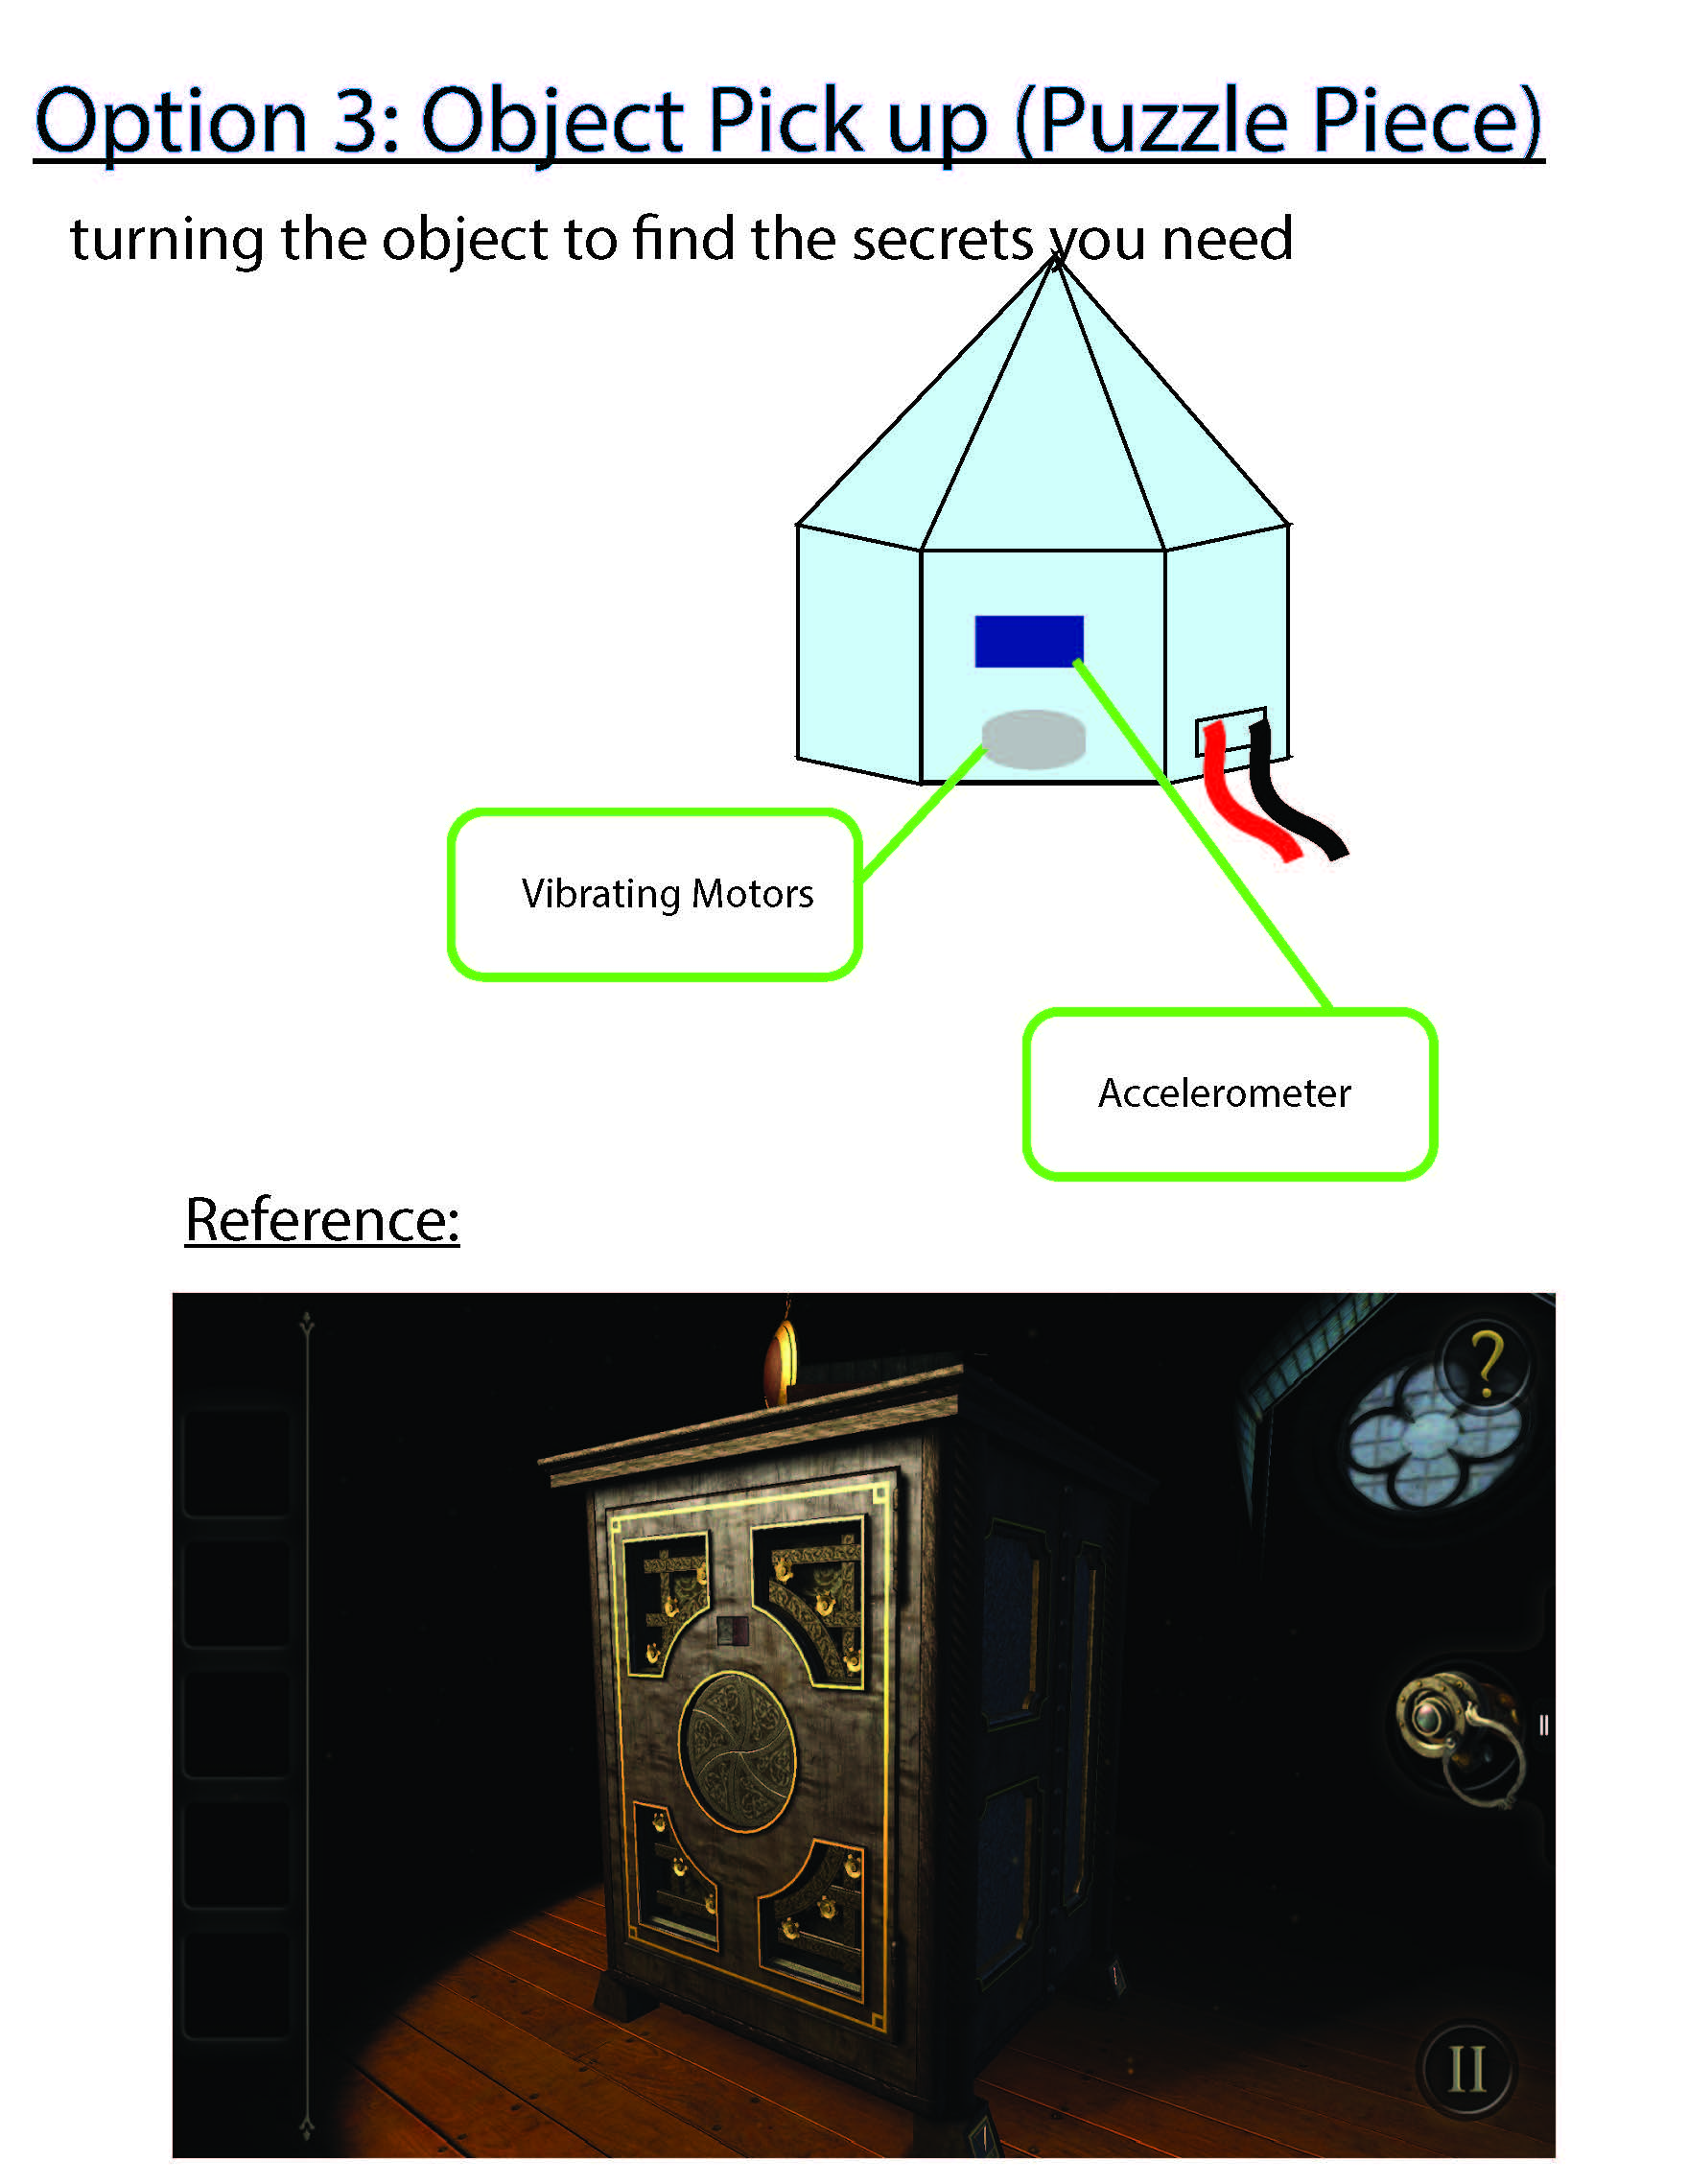 Option 3: Object Pick up (Puzzle Piece)
turning the object to find the secrets you need
Vibrating Motors
Accelerometer
Reference:
?
II